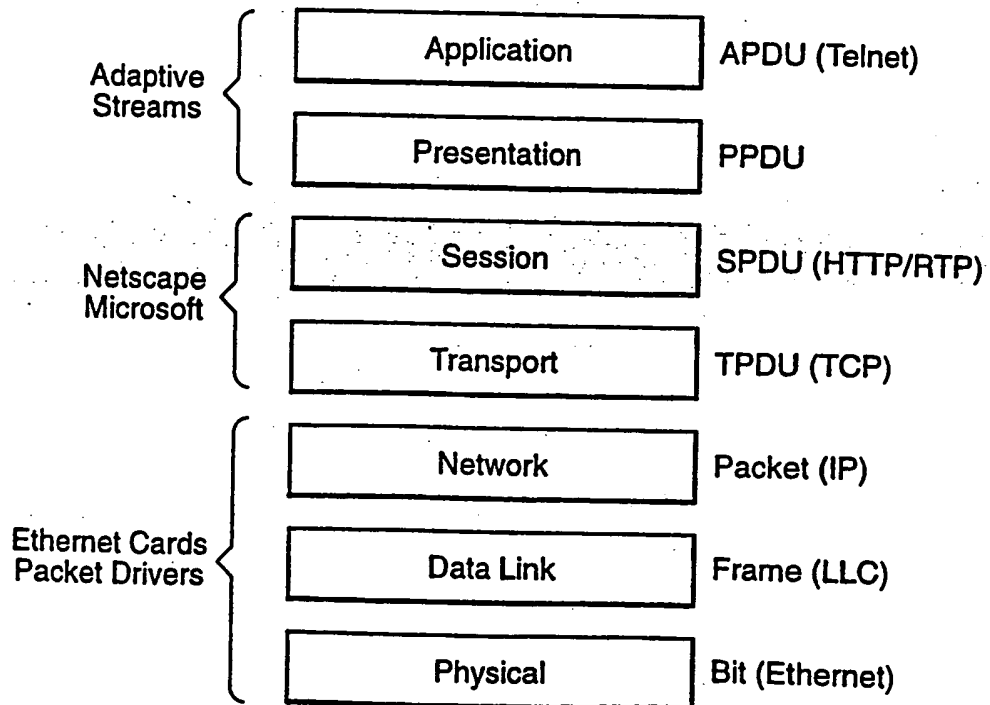 Application
APDU (Telnet)
Adaptive
Streams
Presentation
PPDU
Session
SPDU (HTTP/RTP)
Netscape
Microsoft
Transport
TPDU (TCP)
Network
Packet (IP)
Ethernet Cards
Packet Drivers
Data Link
Frame (LLC)
Physical
Bit (Ethernet)